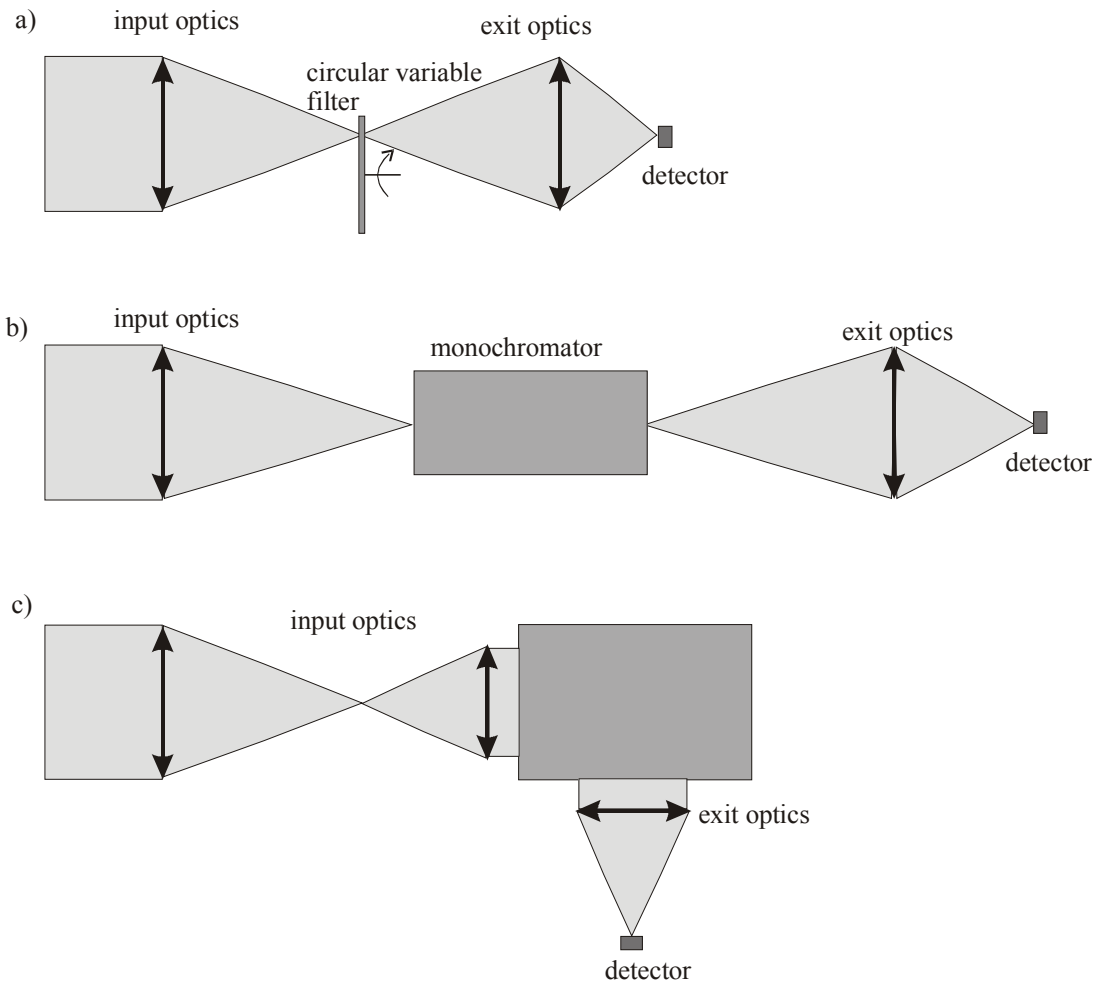 a)
input optics
exit optics
circular variable
filter
detector
b)
input optics
monochromator
exit optics
detector
c)
input optics
exit optics
detector